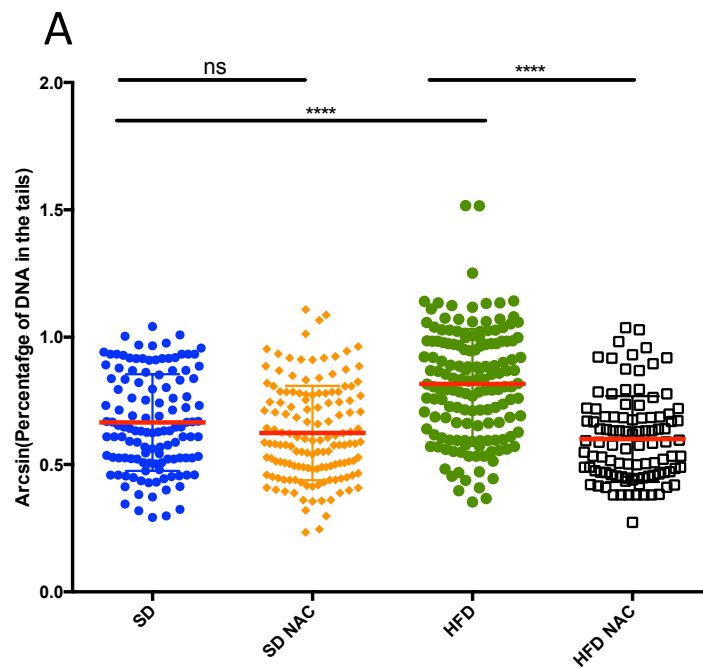 A
ns
****
****
2.0
1.5
1.0
0.5
0.0
Arcsin(Percentafge of DNA in the tails)
SD
SD NAC
HFD
HFD NAC